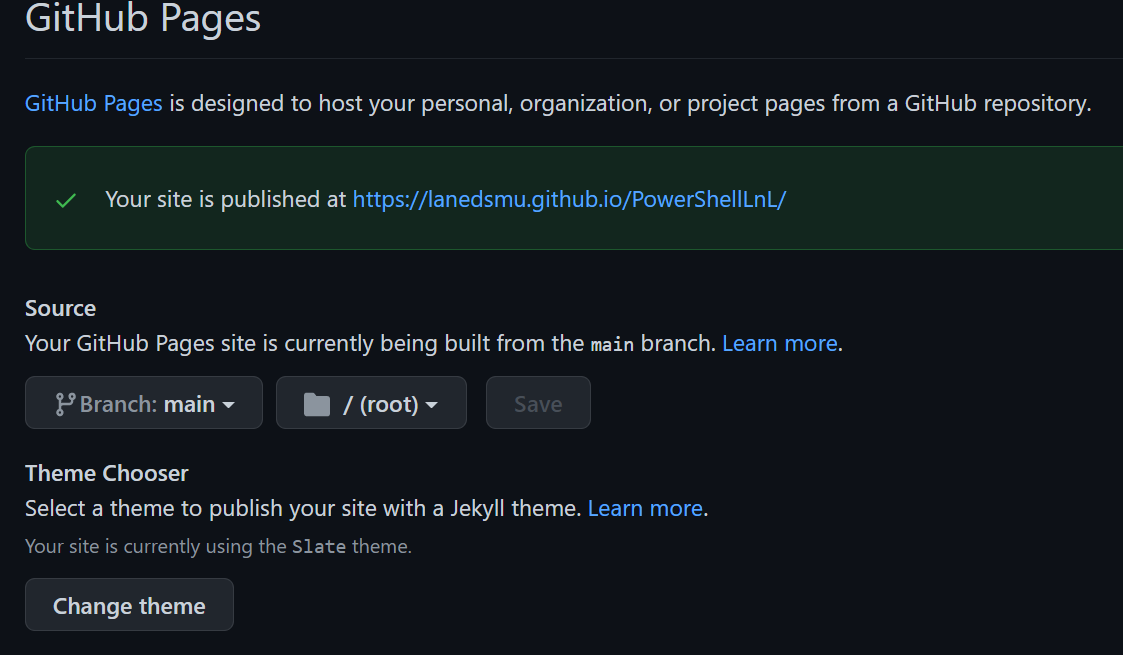 GitHub Pages
GitHub Pages is designed to host your personal, organization, or project pages from a GitHub repository.
Your site is published at https://lanedsmu.github.io/PowerShellLnL/
Source
Your GitHub Pages site is currently being built from the main branch. Learn more.
Branch: main / (root) Save
Theme Chooser
Select a theme to publish your site with a Jekyll theme. Learn more.
Your site is currently using the Slate theme.
Change theme